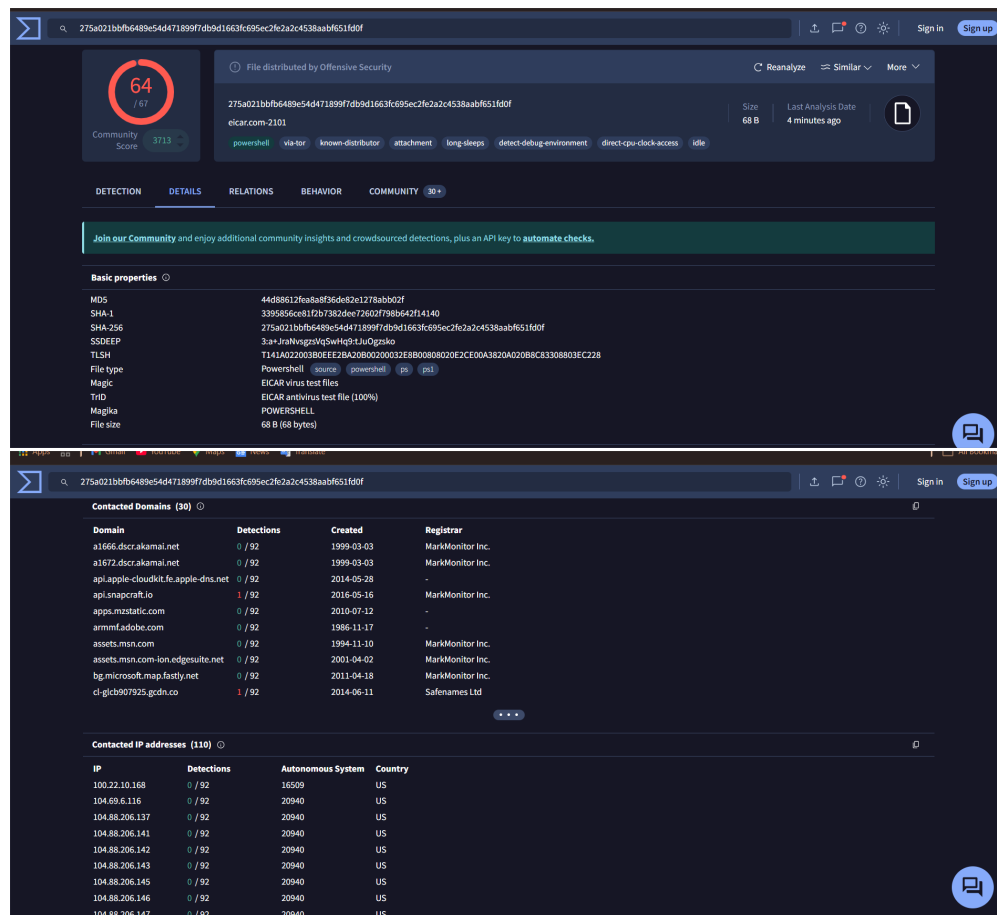 275a021bbfb6489e54d471899f7db9d1663fc695ec2fe2a2c4538aabf651fd0f Sign in Sign up
64
/ 67
Community Score 3713
File distributed by Offensive Security Reanalyze Similar More
275a021bbfb6489e54d471899f7db9d1663fc695ec2fe2a2c4538aabf651fd0f
eicar.com-2101
Size
68 B
Last Analysis Date
4 minutes ago
powershell via-tor known-distributor attachment long-sleeps detect-debug-environment direct-cpu-clock-access idle
DETECTION DETAILS RELATIONS BEHAVIOR COMMUNITY 30+
Join our Community and enjoy additional community insights and crowdsourced detections, plus an API key to automate checks.
Basic properties
MD5 44d88612fea8a8f36de82e1278abb02f
SHA-1 3395856ce81f2b7382dee72602f798b642f14140
SHA-256 275a021bbfb6489e54d471899f7db9d1663fc695ec2fe2a2c4538aabf651fd0f
SSDEEP 3:a+JraNvsgzsVqSwHq9:tJuOgzsko
TLSH T141A022003B0EEE2BA20B00200032E8B00808020E2CE00A3820A020B8C83308803EC228
File type Powershell source powershell ps ps1
Magic EICAR virus test files
TrID EICAR antivirus test file (100%)
Magika POWERSHELL
File size 68 B (68 bytes)
Apps Gmail YouTube Maps News Translate
275a021bbfb6489e54d471899f7db9d1663fc695ec2fe2a2c4538aabf651fd0f Sign in Sign up
Contacted Domains (30)
Domain Detections Created Registrar
a1666.dscr.akamai.net 0 / 92 1999-03-03 MarkMonitor Inc.
a1672.dscr.akamai.net 0 / 92 1999-03-03 MarkMonitor Inc.
api.apple-cloudkit.fe.apple-dns.net 0 / 92 2014-05-28 -
api.snapcraft.io 1 / 92 2016-05-16 MarkMonitor Inc.
apps.mzstatic.com 0 / 92 2010-07-12 -
armmf.adobe.com 0 / 92 1986-11-17 -
assets.msn.com 0 / 92 1994-11-10 MarkMonitor Inc.
assets.msn.com-ion.edgesuite.net 0 / 92 2001-04-02 MarkMonitor Inc.
bg.microsoft.map.fastly.net 0 / 92 2011-04-18 MarkMonitor Inc.
cl-glcb907925.gcdn.co 1 / 92 2014-06-11 Safenames Ltd
Contacted IP addresses (110)
IP Detections Autonomous System Country
100.22.10.168 0 / 92 16509 US
104.69.6.116 0 / 92 20940 US
104.88.206.137 0 / 92 20940 US
104.88.206.141 0 / 92 20940 US
104.88.206.142 0 / 92 20940 US
104.88.206.143 0 / 92 20940 US
104.88.206.145 0 / 92 20940 US
104.88.206.146 0 / 92 20940 US
104.88.206.147 0 / 92 20940 US